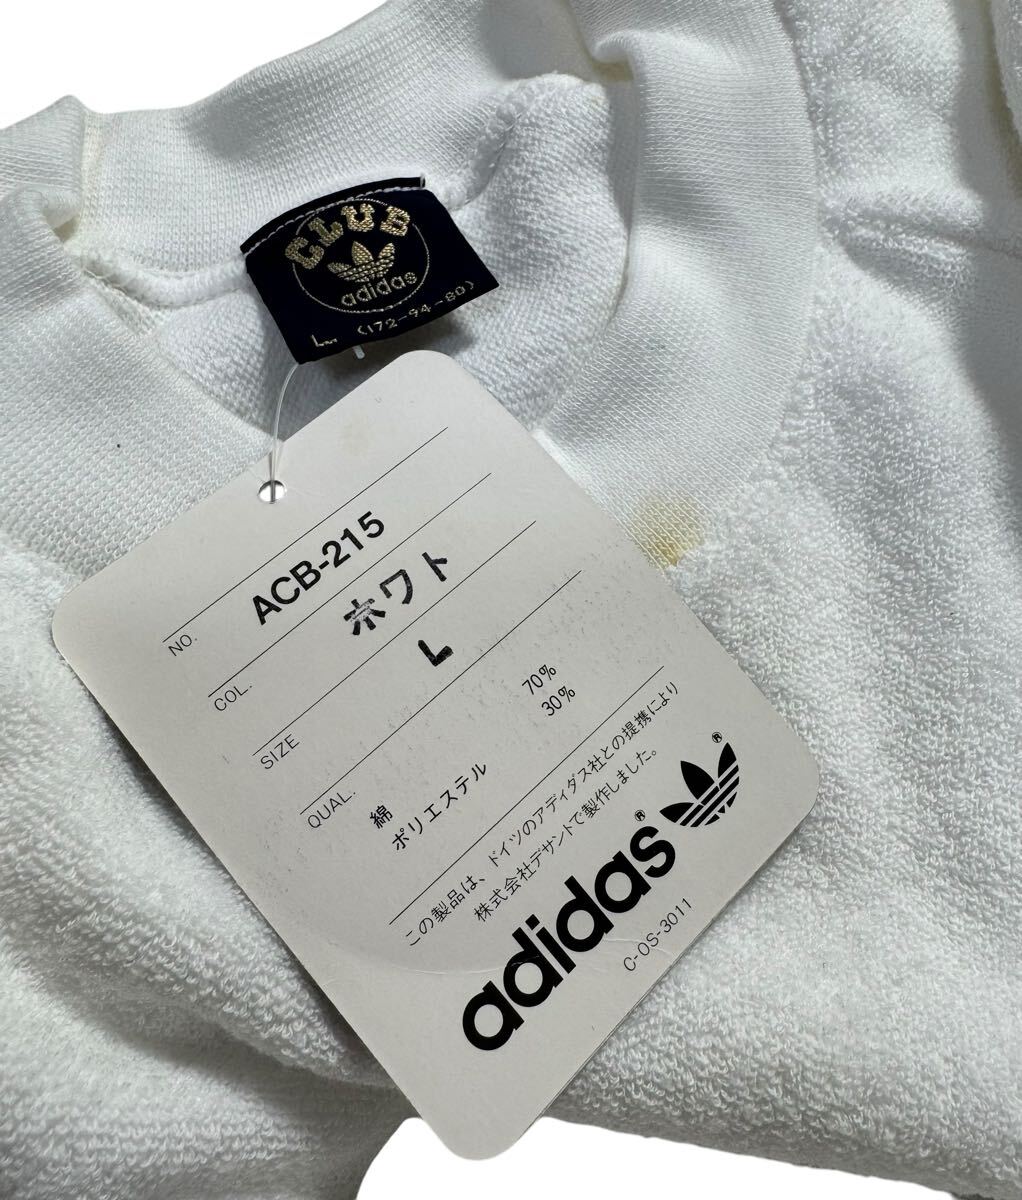 CLUB
adidas
L (172-94-80)
NO. ACB-215
COL. ホワト
SIZE L
QUAL. 綿 70%
ポリエステル 30%
この製品は、ドイツのアディダス社との提携により
株式会社デサントで製作しました。
adidas® ®
C-OS-3011